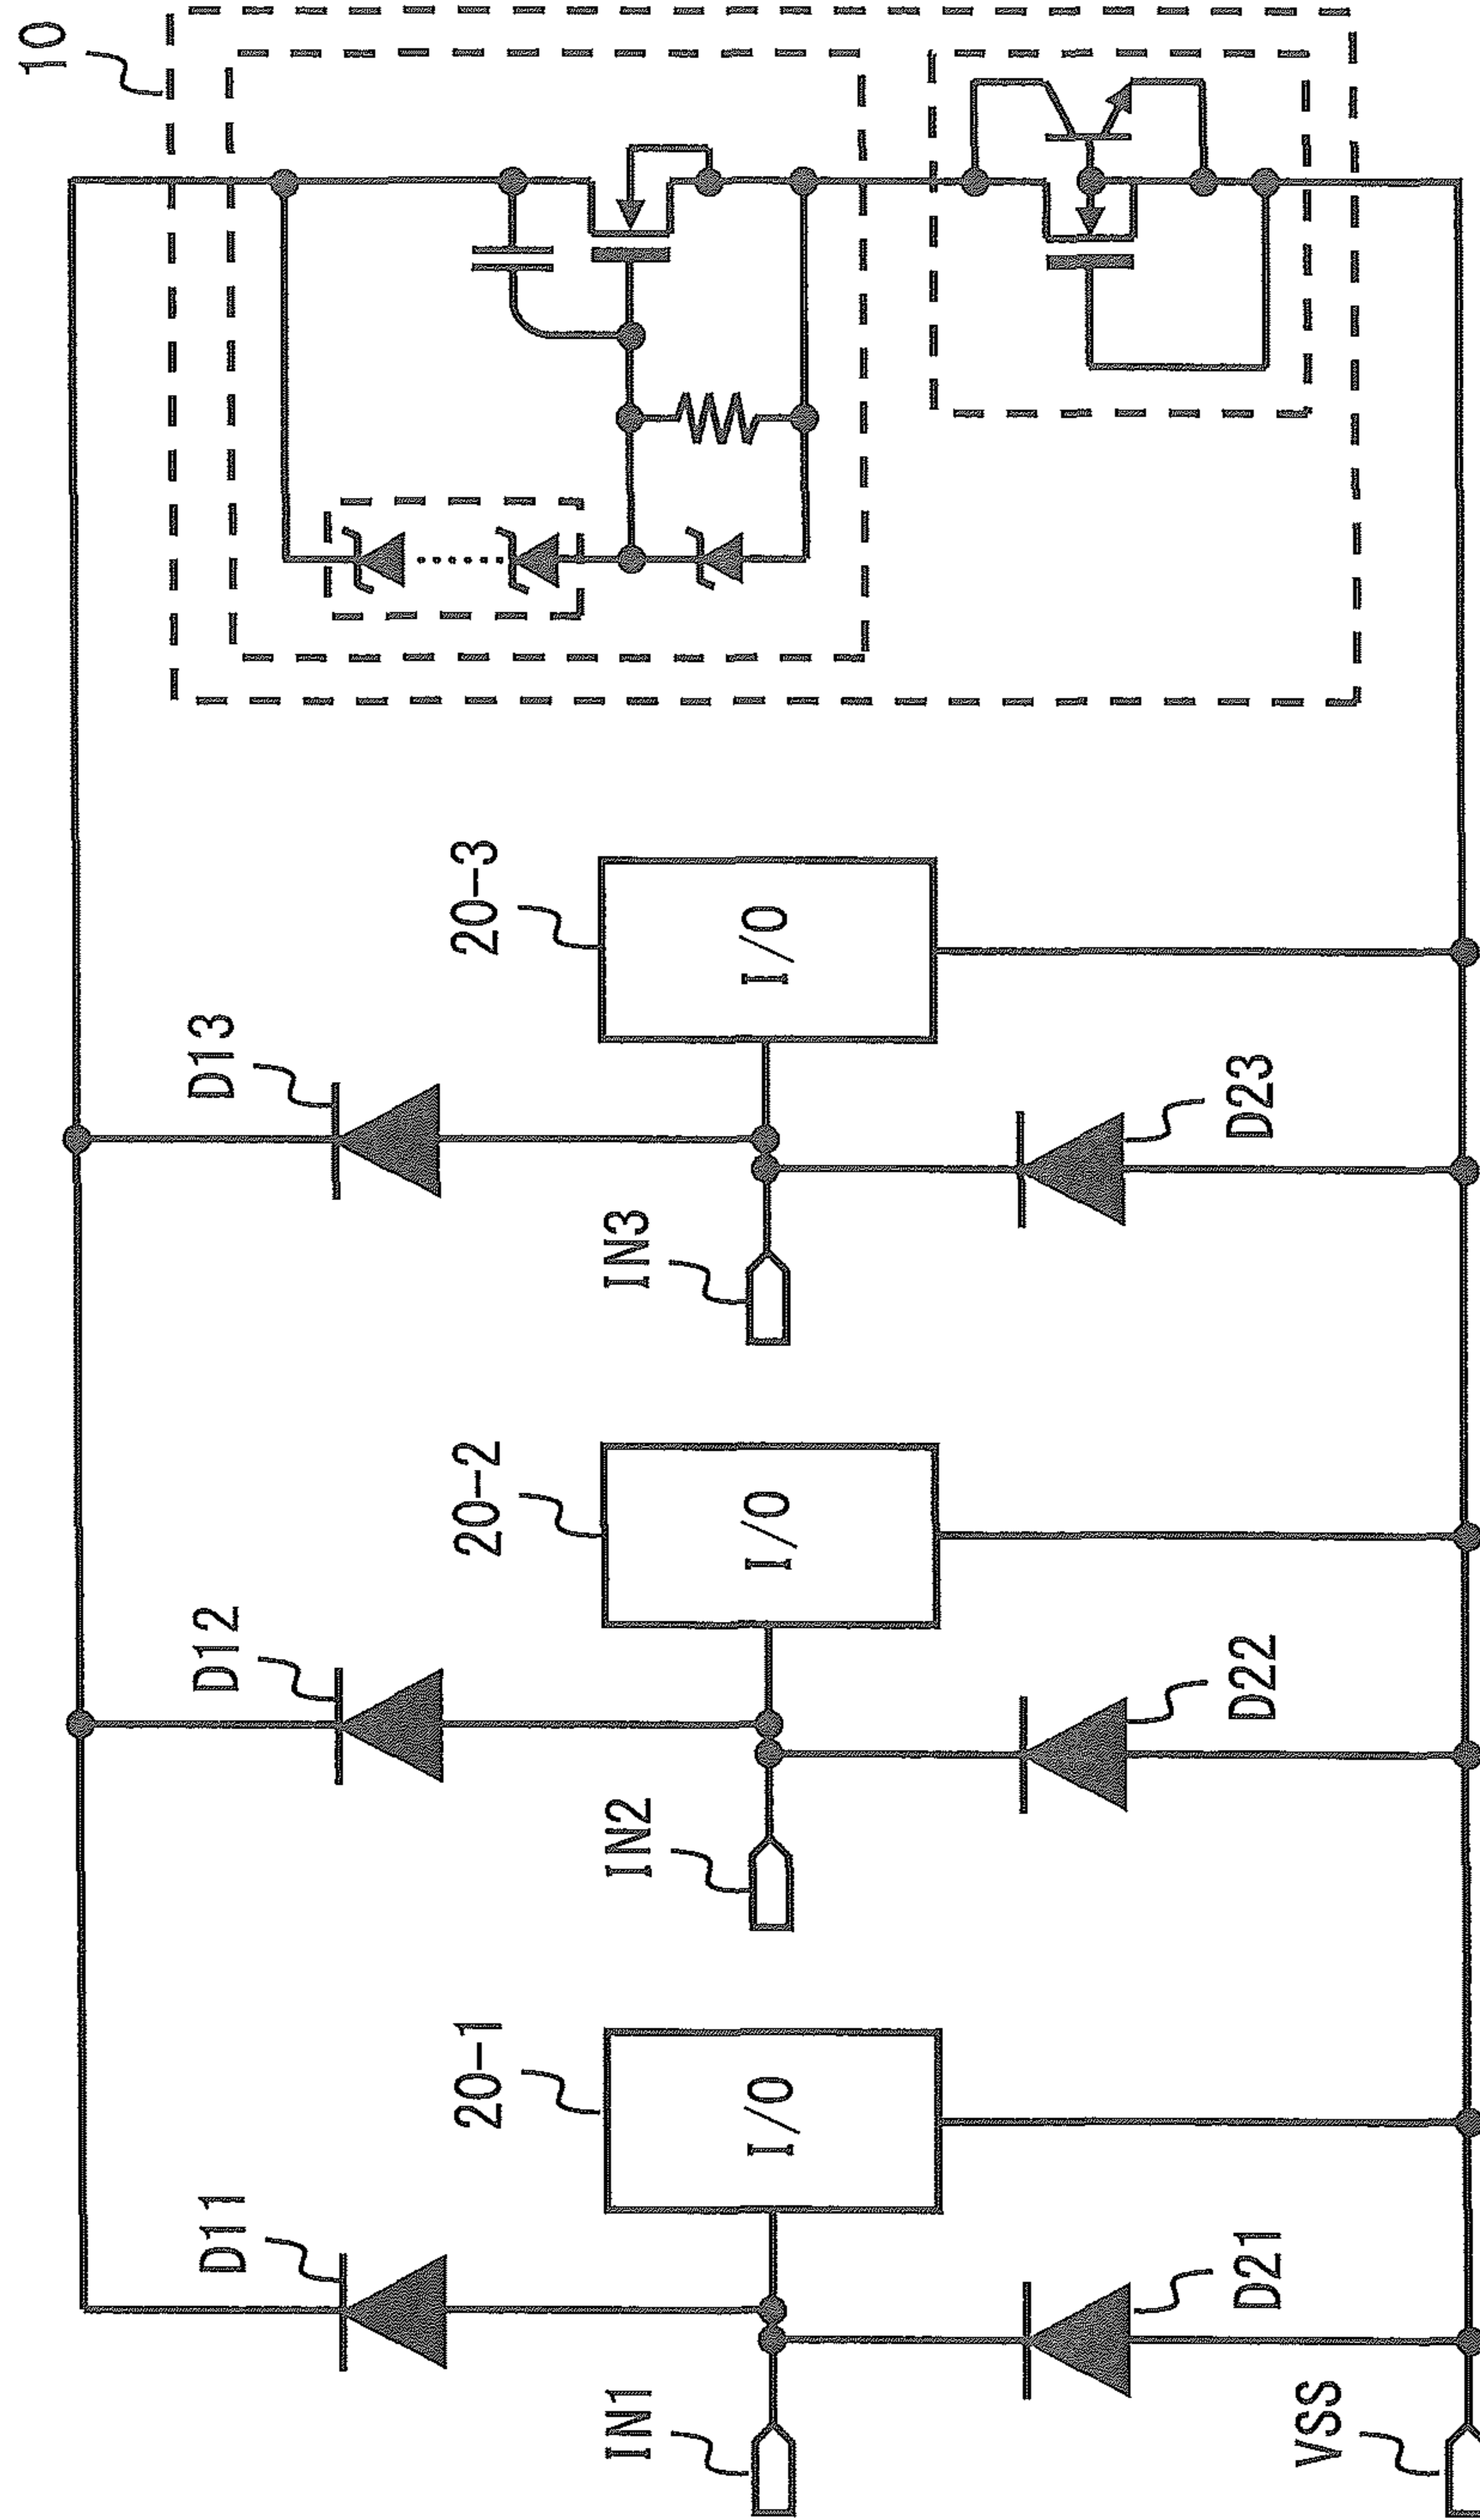 10
D13
20-3
I/O
IN3
D23
D12
20-2
I/O
IN2
D22
D11
20-1
I/O
IN1
D21
VSS